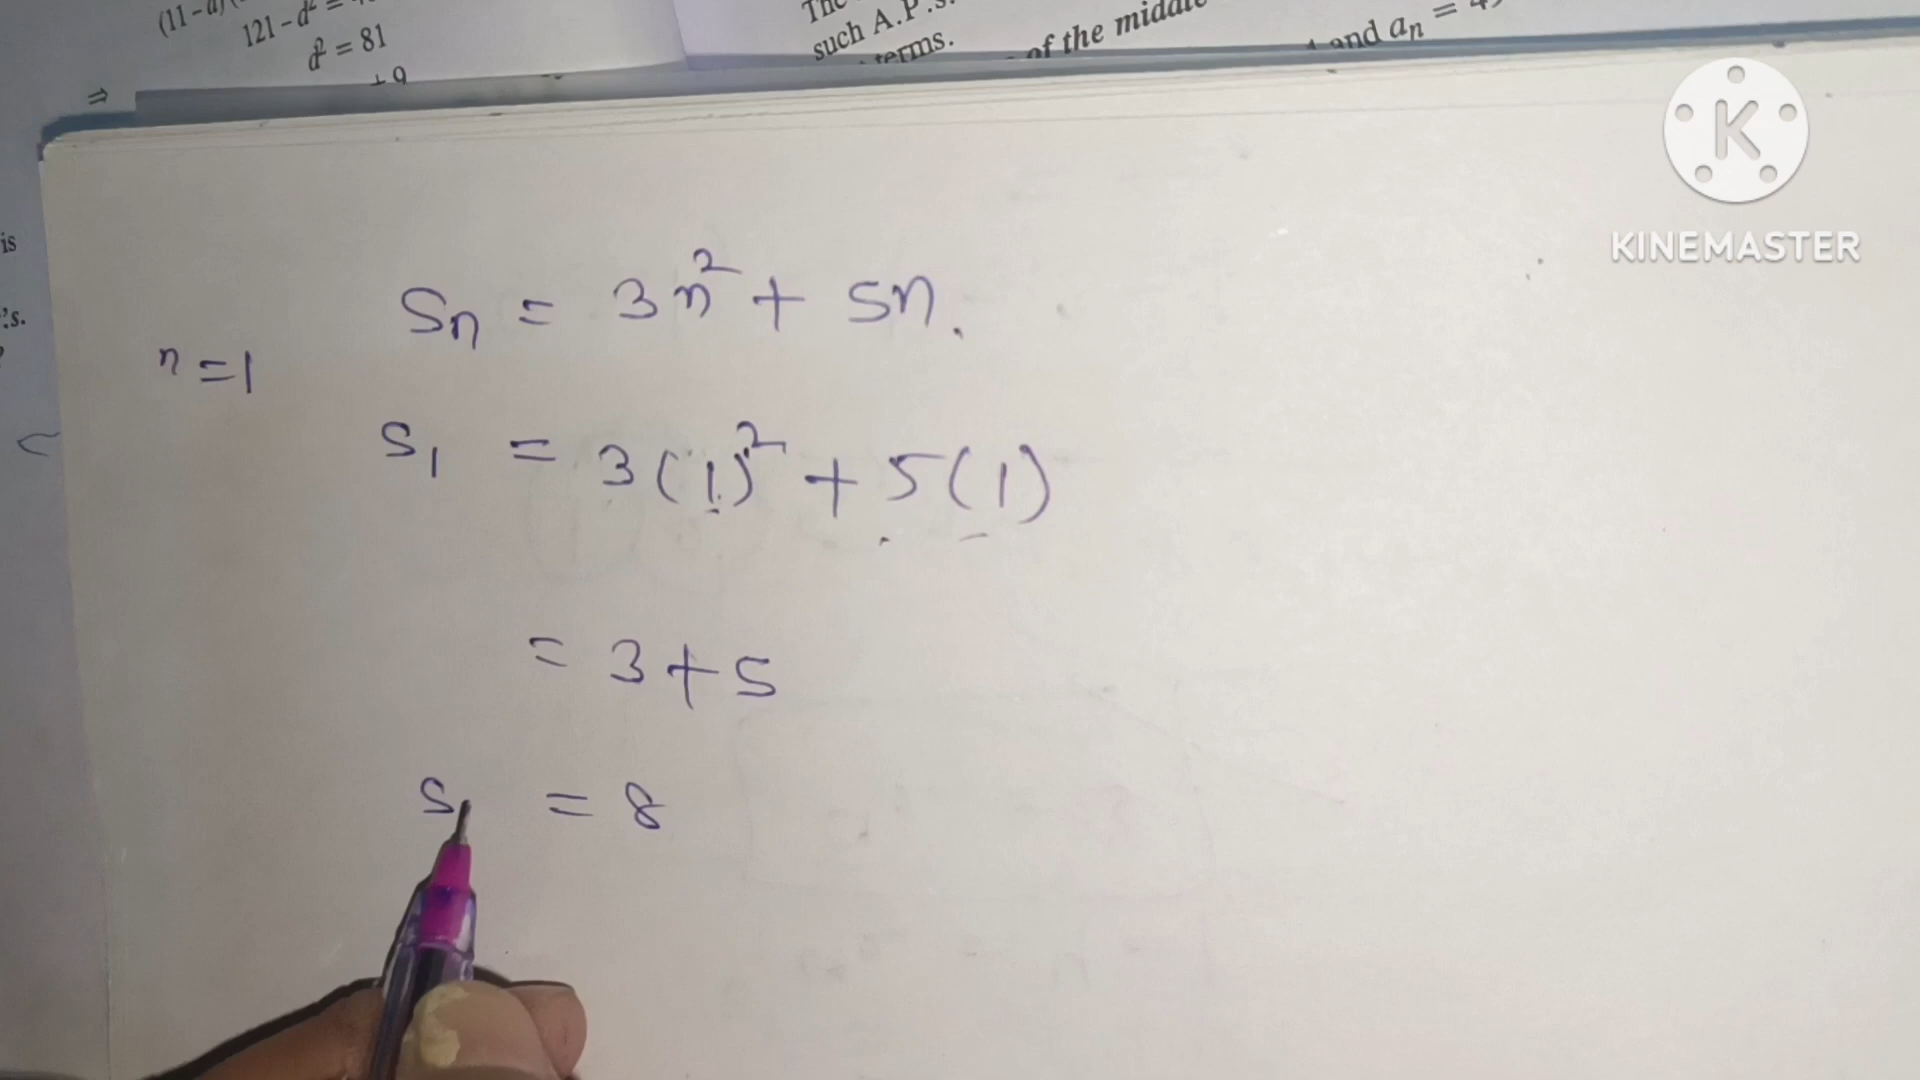 121 – d² =
d² = 81
⇒
such A.P.s.
terms.
of the middle
and aₙ =
is
KINEMASTER
Sₙ = 3n² + 5n.
n = 1
S₁ = 3(1)² + 5(1)
= 3 + 5
S₁ = 8